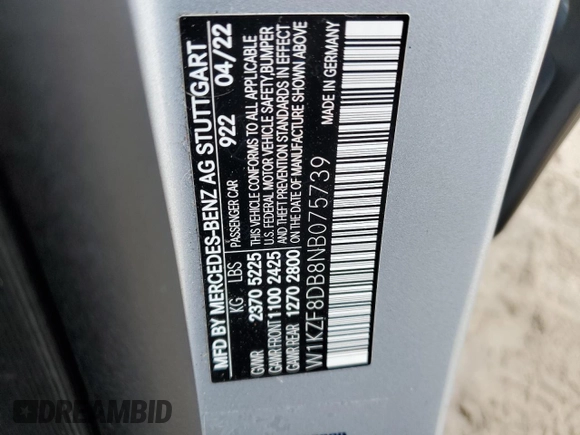 MFD BY MERCEDES-BENZ AG STUTTGART
922 04/22
KG LBS PASSENGER CAR
GVWR 2370 5225 THIS VEHICLE CONFORMS TO ALL APPLICABLE
GAWR FRONT 1100 2425 U.S. FEDERAL MOTOR VEHICLE SAFETY, BUMPER
GAWR REAR 1270 2800 AND THEFT PREVENTION STANDARDS IN EFFECT
ON THE DATE OF MANUFACTURE SHOWN ABOVE
MADE IN GERMANY
W1KZF8DB8NB075739
DREAMBID